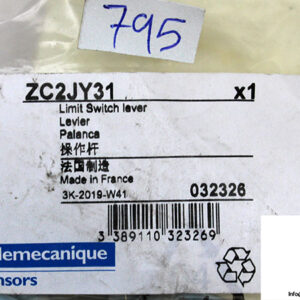 795
ZC2JY31 x1
Limit Switch lever
Levier
Palanca
操作杆
法国制造
Made in France
3K-2019-W41 032326
3 389110 323269
lemecanique
nsors